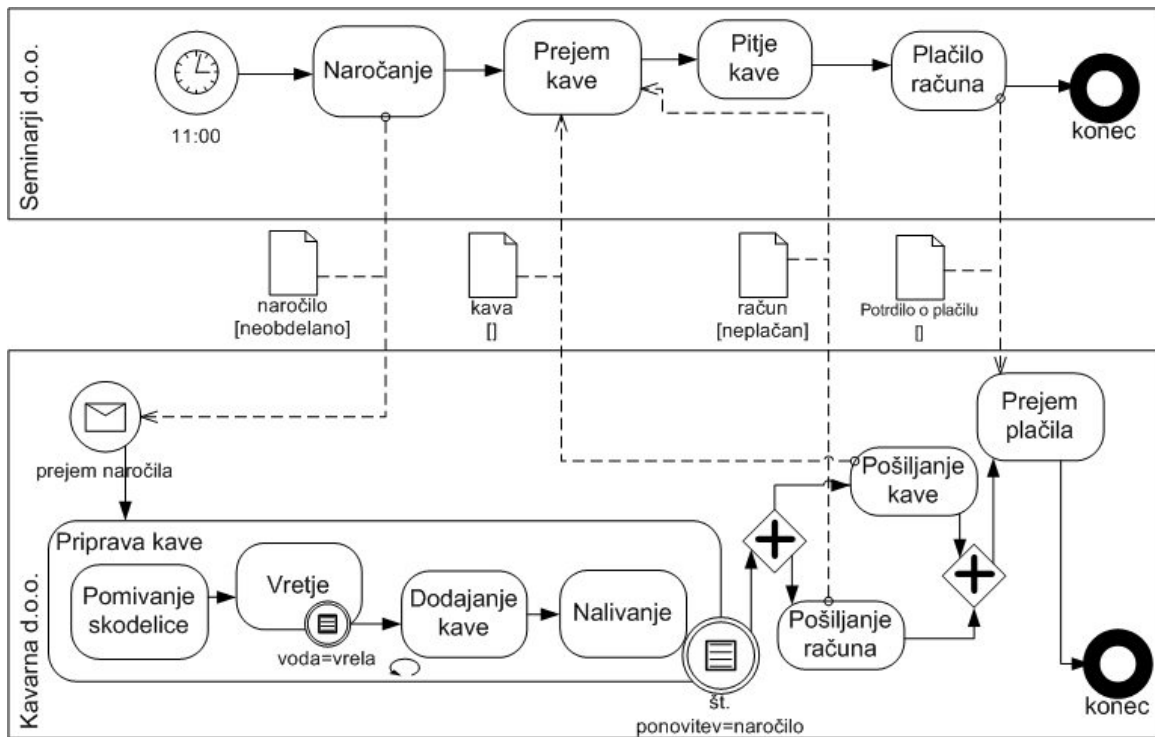 Seminarji d.o.o.
11:00
Naročanje
Prejem
kave
Pitje
kave
Plačilo
računa
konec
naročilo
[neobdelano]
kava
[]
račun
[neplačan]
Potrdilo o plačilu
[]
Kavarna d.o.o.
prejem naročila
Priprava kave
Pomivanje
skodelice
Vretje
voda=vrela
Dodajanje
kave
Nalivanje
št.
ponovitev=naročilo
Pošiljanje
kave
Pošiljanje
računa
Prejem
plačila
konec